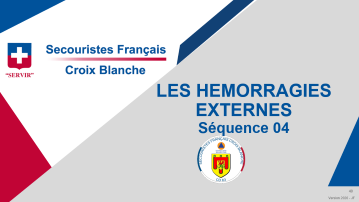 Secouristes Français
Croix Blanche
"SERVIR"
LES HEMORRAGIES
EXTERNES
Séquence 04